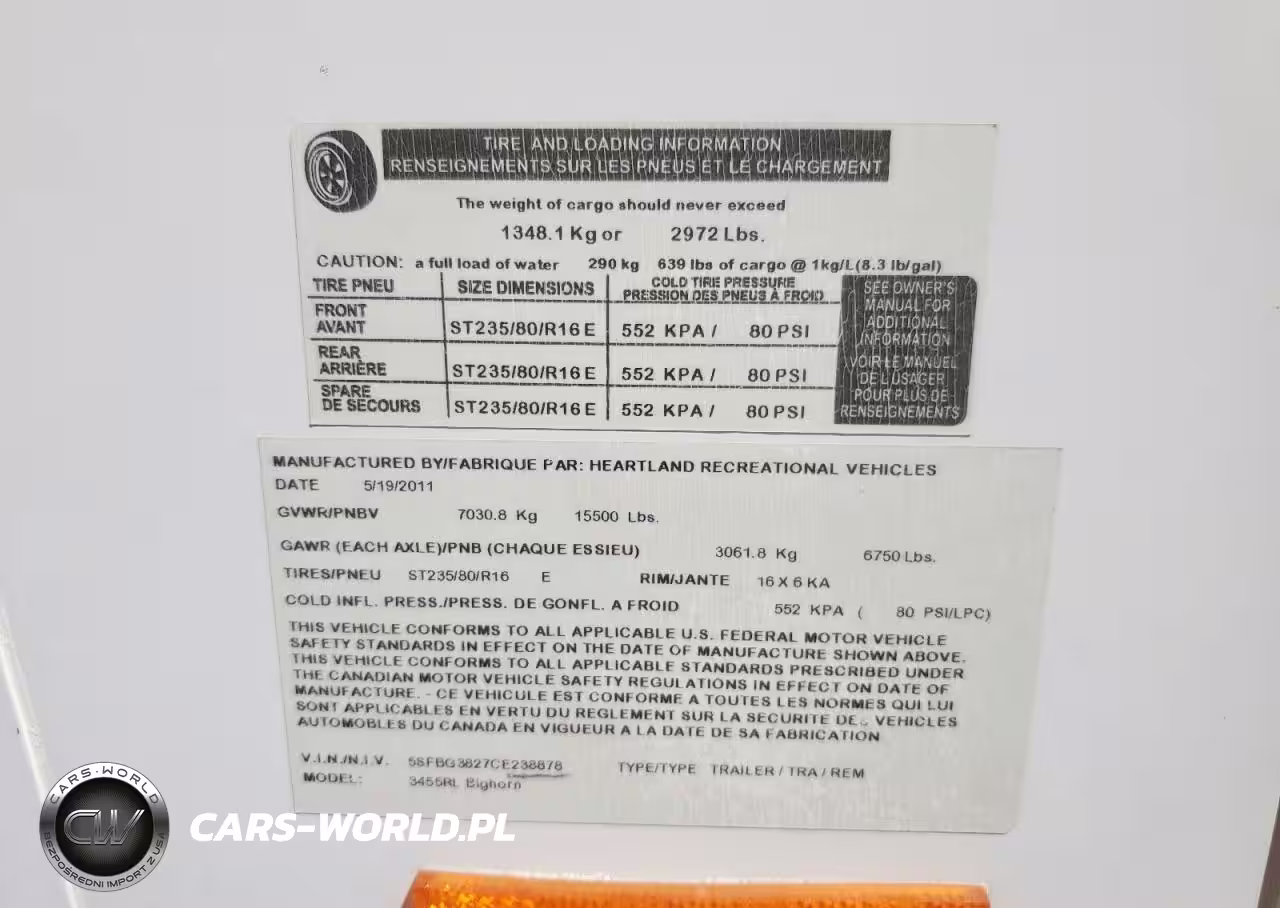 TIRE AND LOADING INFORMATION
RENSEIGNEMENTS SUR LES PNEUS ET LE CHARGEMENT
The weight of cargo should never exceed
1348.1 Kg or 2972 Lbs.
CAUTION: a full load of water 290 kg 639 lbs of cargo @ 1kg/L(8.3 lb/gal)
TIRE PNEU SIZE DIMENSIONS COLD TIRE PRESSURE
PRESSION DES PNEUS À FROID
FRONT
AVANT ST235/80/R16 E 552 KPA / 80 PSI
REAR
ARRIÈRE ST235/80/R16 E 552 KPA / 80 PSI
SPARE
DE SECOURS ST235/80/R16 E 552 KPA / 80 PSI
SEE OWNER'S
MANUAL FOR
ADDITIONAL
INFORMATION
VOIR LE MANUEL
DE L'USAGER
POUR PLUS DE
RENSEIGNEMENTS
MANUFACTURED BY/FABRIQUE PAR: HEARTLAND RECREATIONAL VEHICLES
DATE 5/19/2011
GVWR/PNBV 7030.8 Kg 15500 Lbs.
GAWR (EACH AXLE)/PNB (CHAQUE ESSIEU) 3061.8 Kg 6750 Lbs.
TIRES/PNEU ST235/80/R16 E RIM/JANTE 16 X 6 KA
COLD INFL. PRESS./PRESS. DE GONFL. A FROID 552 KPA ( 80 PSI/LPC)
THIS VEHICLE CONFORMS TO ALL APPLICABLE U.S. FEDERAL MOTOR VEHICLE
SAFETY STANDARDS IN EFFECT ON THE DATE OF MANUFACTURE SHOWN ABOVE.
THIS VEHICLE CONFORMS TO ALL APPLICABLE STANDARDS PRESCRIBED UNDER
THE CANADIAN MOTOR VEHICLE SAFETY REGULATIONS IN EFFECT ON DATE OF
MANUFACTURE. - CE VEHICULE EST CONFORME A TOUTES LES NORMES QUI LUI
SONT APPLICABLES EN VERTU DU REGLEMENT SUR LA SECURITE DES VEHICLES
AUTOMOBLES DU CANADA EN VIGUEUR A LA DATE DE SA FABRICATION
V.I.N./N.I.V. 5SFBG3827CE238878 TYPE/TYPE TRAILER / TRA / REM
MODEL: 3455RL Bighorn
CARS-WORLD
CW
BEZPOŚREDNI IMPORT Z USA
CARS-WORLD.PL